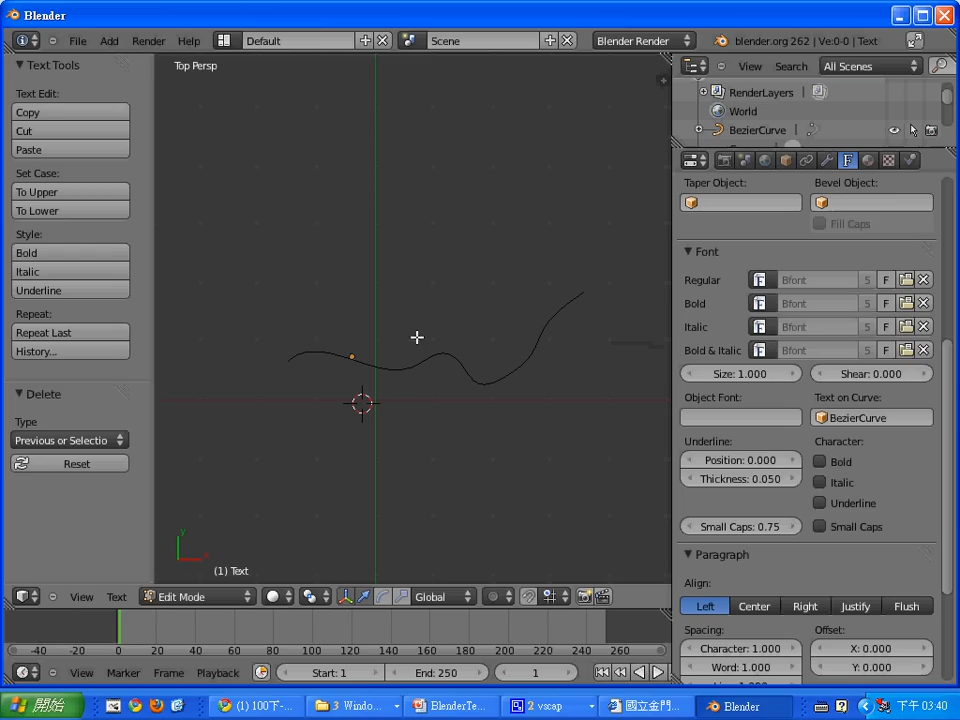 Blender
File Add Render Help Default Scene Blender Render blender.org 262 | Ve:0-0 | Text
Text Tools
Text Edit:
Copy
Cut
Paste
Set Case:
To Upper
To Lower
Style:
Bold
Italic
Underline
Repeat:
Repeat Last
History...
Delete
Type
Previous or Selectio
Reset
Top Persp
(1) Text
View Text Edit Mode Global
-40 -20 0 20 40 60 80 100 120 140 160 180 200 220 240 260
View Marker Frame Playback Start: 1 End: 250 1
View Search All Scenes
RenderLayers
World
BezierCurve
Taper Object: Bevel Object:
Fill Caps
Font
Regular F Bfont 5 F
Bold F Bfont 5 F
Italic F Bfont 5 F
Bold & Italic F Bfont 5 F
Size: 1.000 Shear: 0.000
Object Font: Text on Curve:
BezierCurve
Underline: Character:
Position: 0.000 Bold
Thickness: 0.050 Italic
Underline
Small Caps: 0.75 Small Caps
Paragraph
Align:
Left Center Right Justify Flush
Spacing: Offset:
Character: 1.000 X: 0.000
Word: 1.000 Y: 0.000
開始 (1) 100下-... 3 Windo... BlenderTe... 2 vscap 國立金門... Blender 下午 03:40